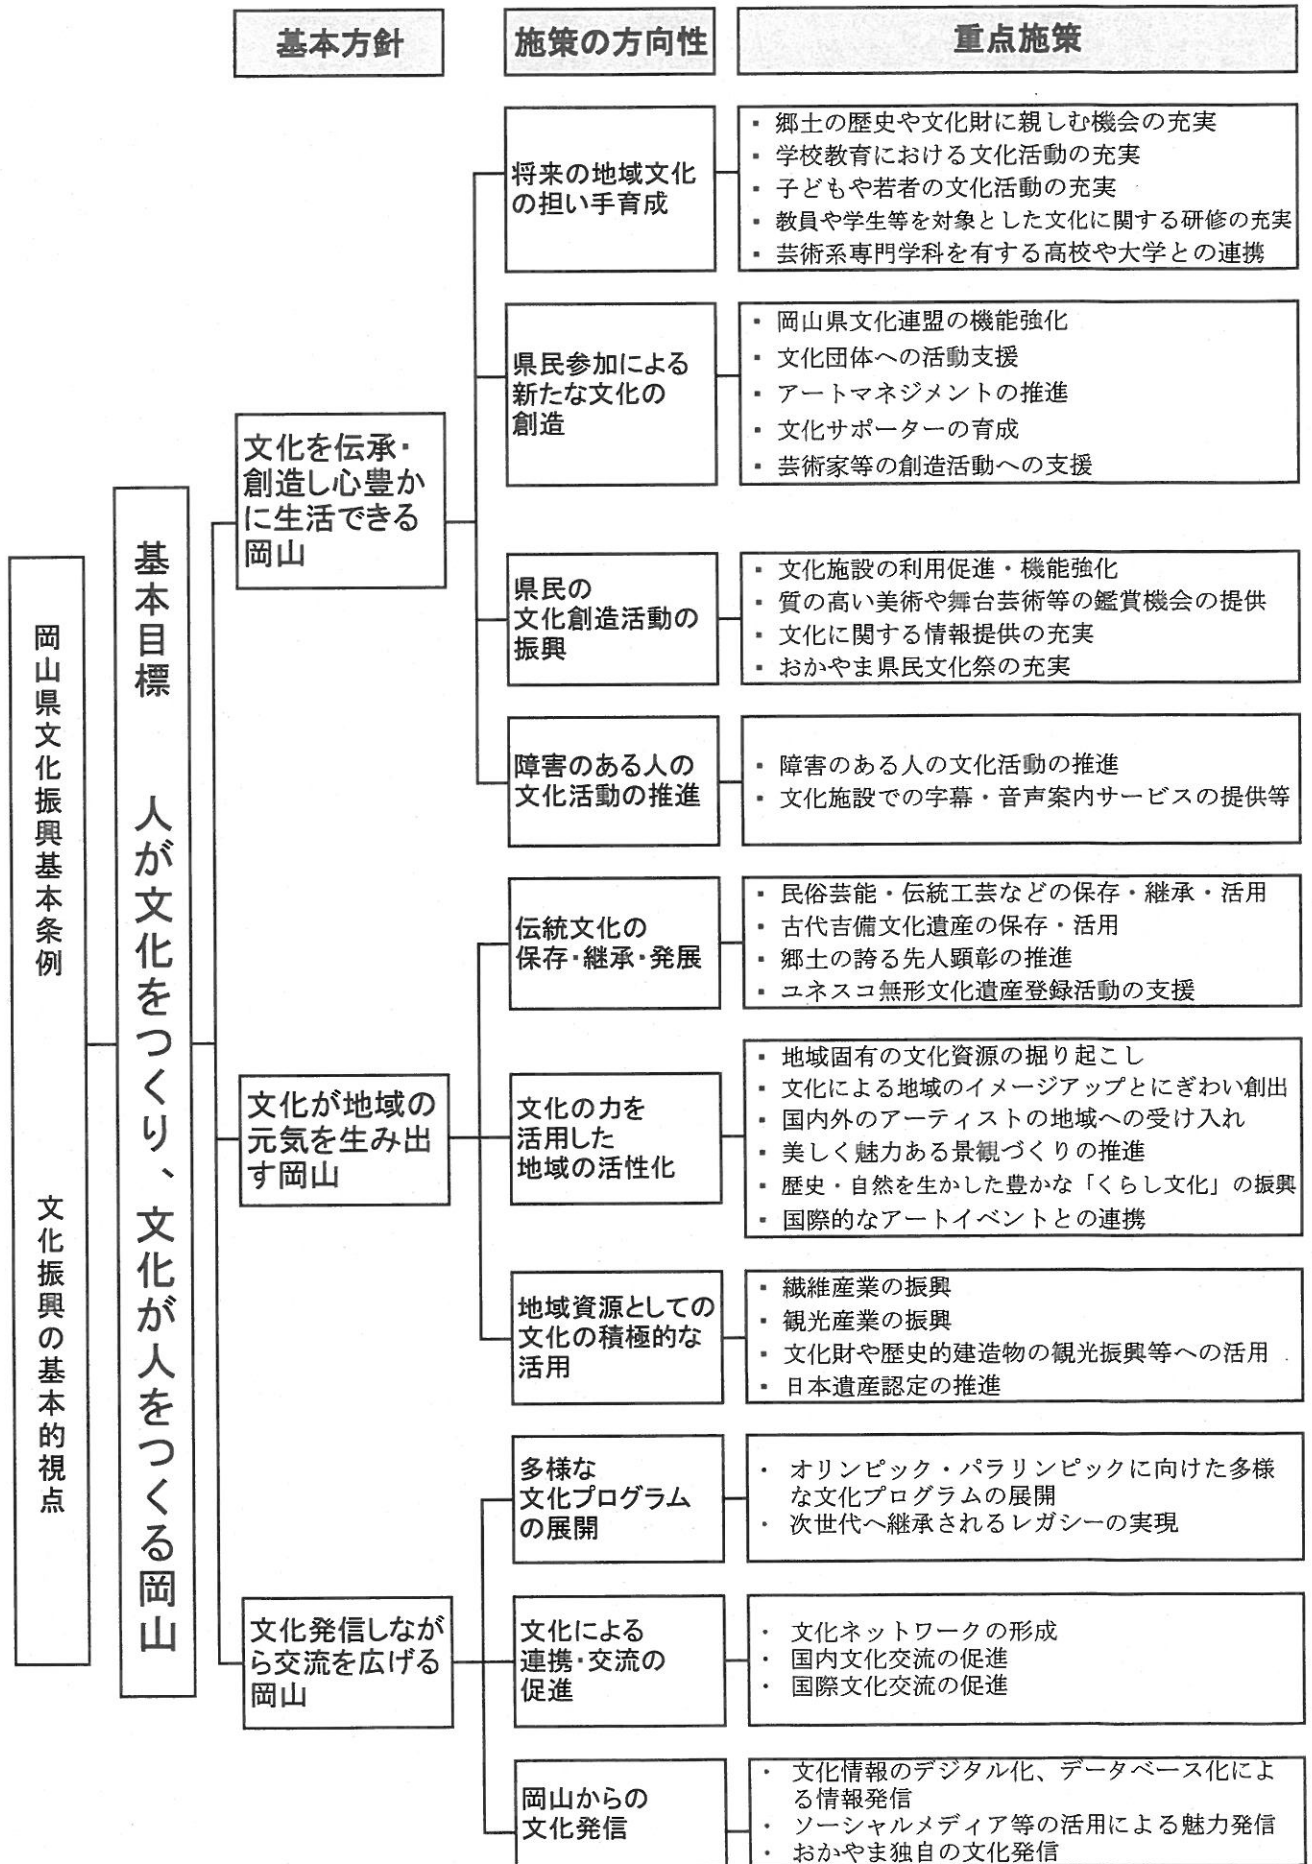 基本方針
施策の方向性
重点施策
岡山県文化振興基本条例　文化振興の基本的視点
基本目標　人が文化をつくり、文化が人をつくる岡山
文化を伝承・
創造し心豊か
に生活できる
岡山
将来の地域文化
の担い手育成
▪ 郷土の歴史や文化財に親しむ機会の充実
▪ 学校教育における文化活動の充実
▪ 子どもや若者の文化活動の充実
▪ 教員や学生等を対象とした文化に関する研修の充実
▪ 芸術系専門学科を有する高校や大学との連携
県民参加による
新たな文化の
創造
▪ 岡山県文化連盟の機能強化
▪ 文化団体への活動支援
▪ アートマネジメントの推進
▪ 文化サポーターの育成
▪ 芸術家等の創造活動への支援
県民の
文化創造活動の
振興
▪ 文化施設の利用促進・機能強化
▪ 質の高い美術や舞台芸術等の鑑賞機会の提供
▪ 文化に関する情報提供の充実
▪ おかやま県民文化祭の充実
障害のある人の
文化活動の推進
▪ 障害のある人の文化活動の推進
▪ 文化施設での字幕・音声案内サービスの提供等
文化が地域の
元気を生み出
す岡山
伝統文化の
保存・継承・発展
▪ 民俗芸能・伝統工芸などの保存・継承・活用
▪ 古代吉備文化遺産の保存・活用
▪ 郷土の誇る先人顕彰の推進
▪ ユネスコ無形文化遺産登録活動の支援
文化の力を
活用した
地域の活性化
▪ 地域固有の文化資源の掘り起こし
▪ 文化による地域のイメージアップとにぎわい創出
▪ 国内外のアーティストの地域への受け入れ
▪ 美しく魅力ある景観づくりの推進
▪ 歴史・自然を生かした豊かな「くらし文化」の振興
▪ 国際的なアートイベントとの連携
地域資源としての
文化の積極的な
活用
▪ 繊維産業の振興
▪ 観光産業の振興
▪ 文化財や歴史的建造物の観光振興等への活用
▪ 日本遺産認定の推進
文化発信しなが
ら交流を広げる
岡山
多様な
文化プログラム
の展開
・ オリンピック・パラリンピックに向けた多様
な文化プログラムの展開
・ 次世代へ継承されるレガシーの実現
文化による
連携・交流の
促進
・ 文化ネットワークの形成
・ 国内文化交流の促進
・ 国際文化交流の促進
岡山からの
文化発信
・ 文化情報のデジタル化、データベース化によ
る情報発信
・ ソーシャルメディア等の活用による魅力発信
・ おかやま独自の文化発信